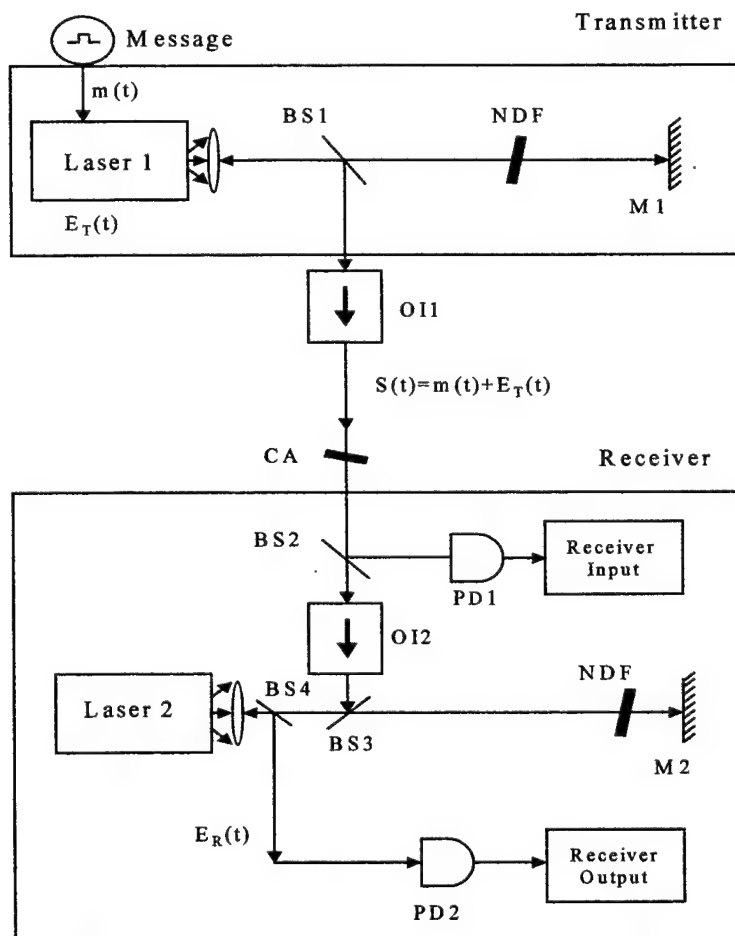 Message
Transmitter
m(t)
BS1
NDF
Laser 1
M1
E_T(t)
OI1
S(t)=m(t)+E_T(t)
CA
Receiver
BS2
Receiver
Input
PD1
OI2
NDF
BS4
Laser 2
BS3
M2
E_R(t)
Receiver
Output
PD2